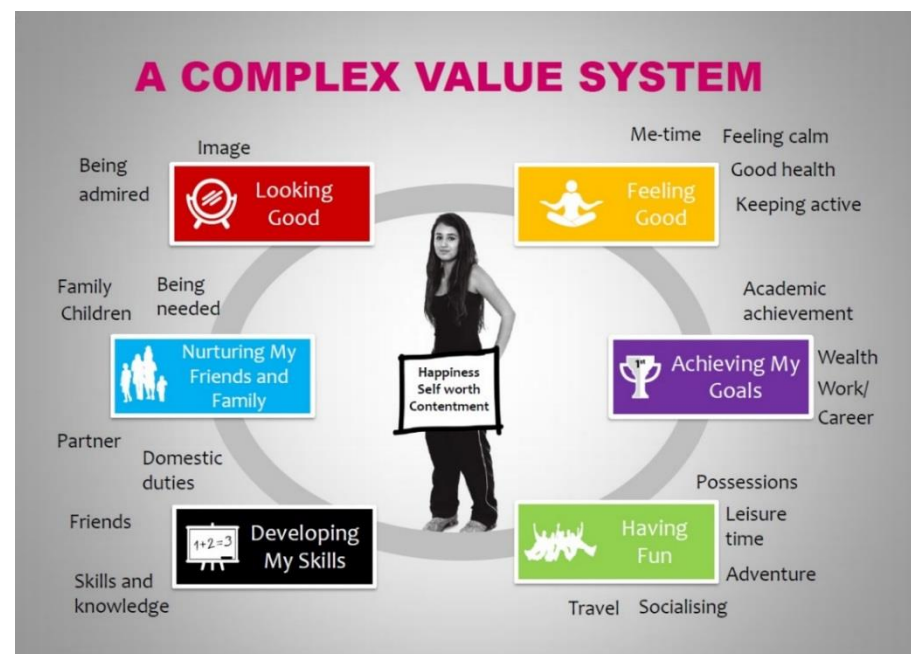 A COMPLEX VALUE SYSTEM
Image
Being
admired
Looking
Good
Me-time
Feeling calm
Good health
Keeping active
Feeling
Good
Family
Children
Being
needed
Nurturing My
Friends and
Family
Partner
Domestic
duties
Friends
Happiness
Self worth
Contentment
Academic
achievement
1st
Achieving My
Goals
Wealth
Work/
Career
1+2=3
Developing
My Skills
Skills and
knowledge
Having
Fun
Possessions
Leisure
time
Adventure
Travel
Socialising